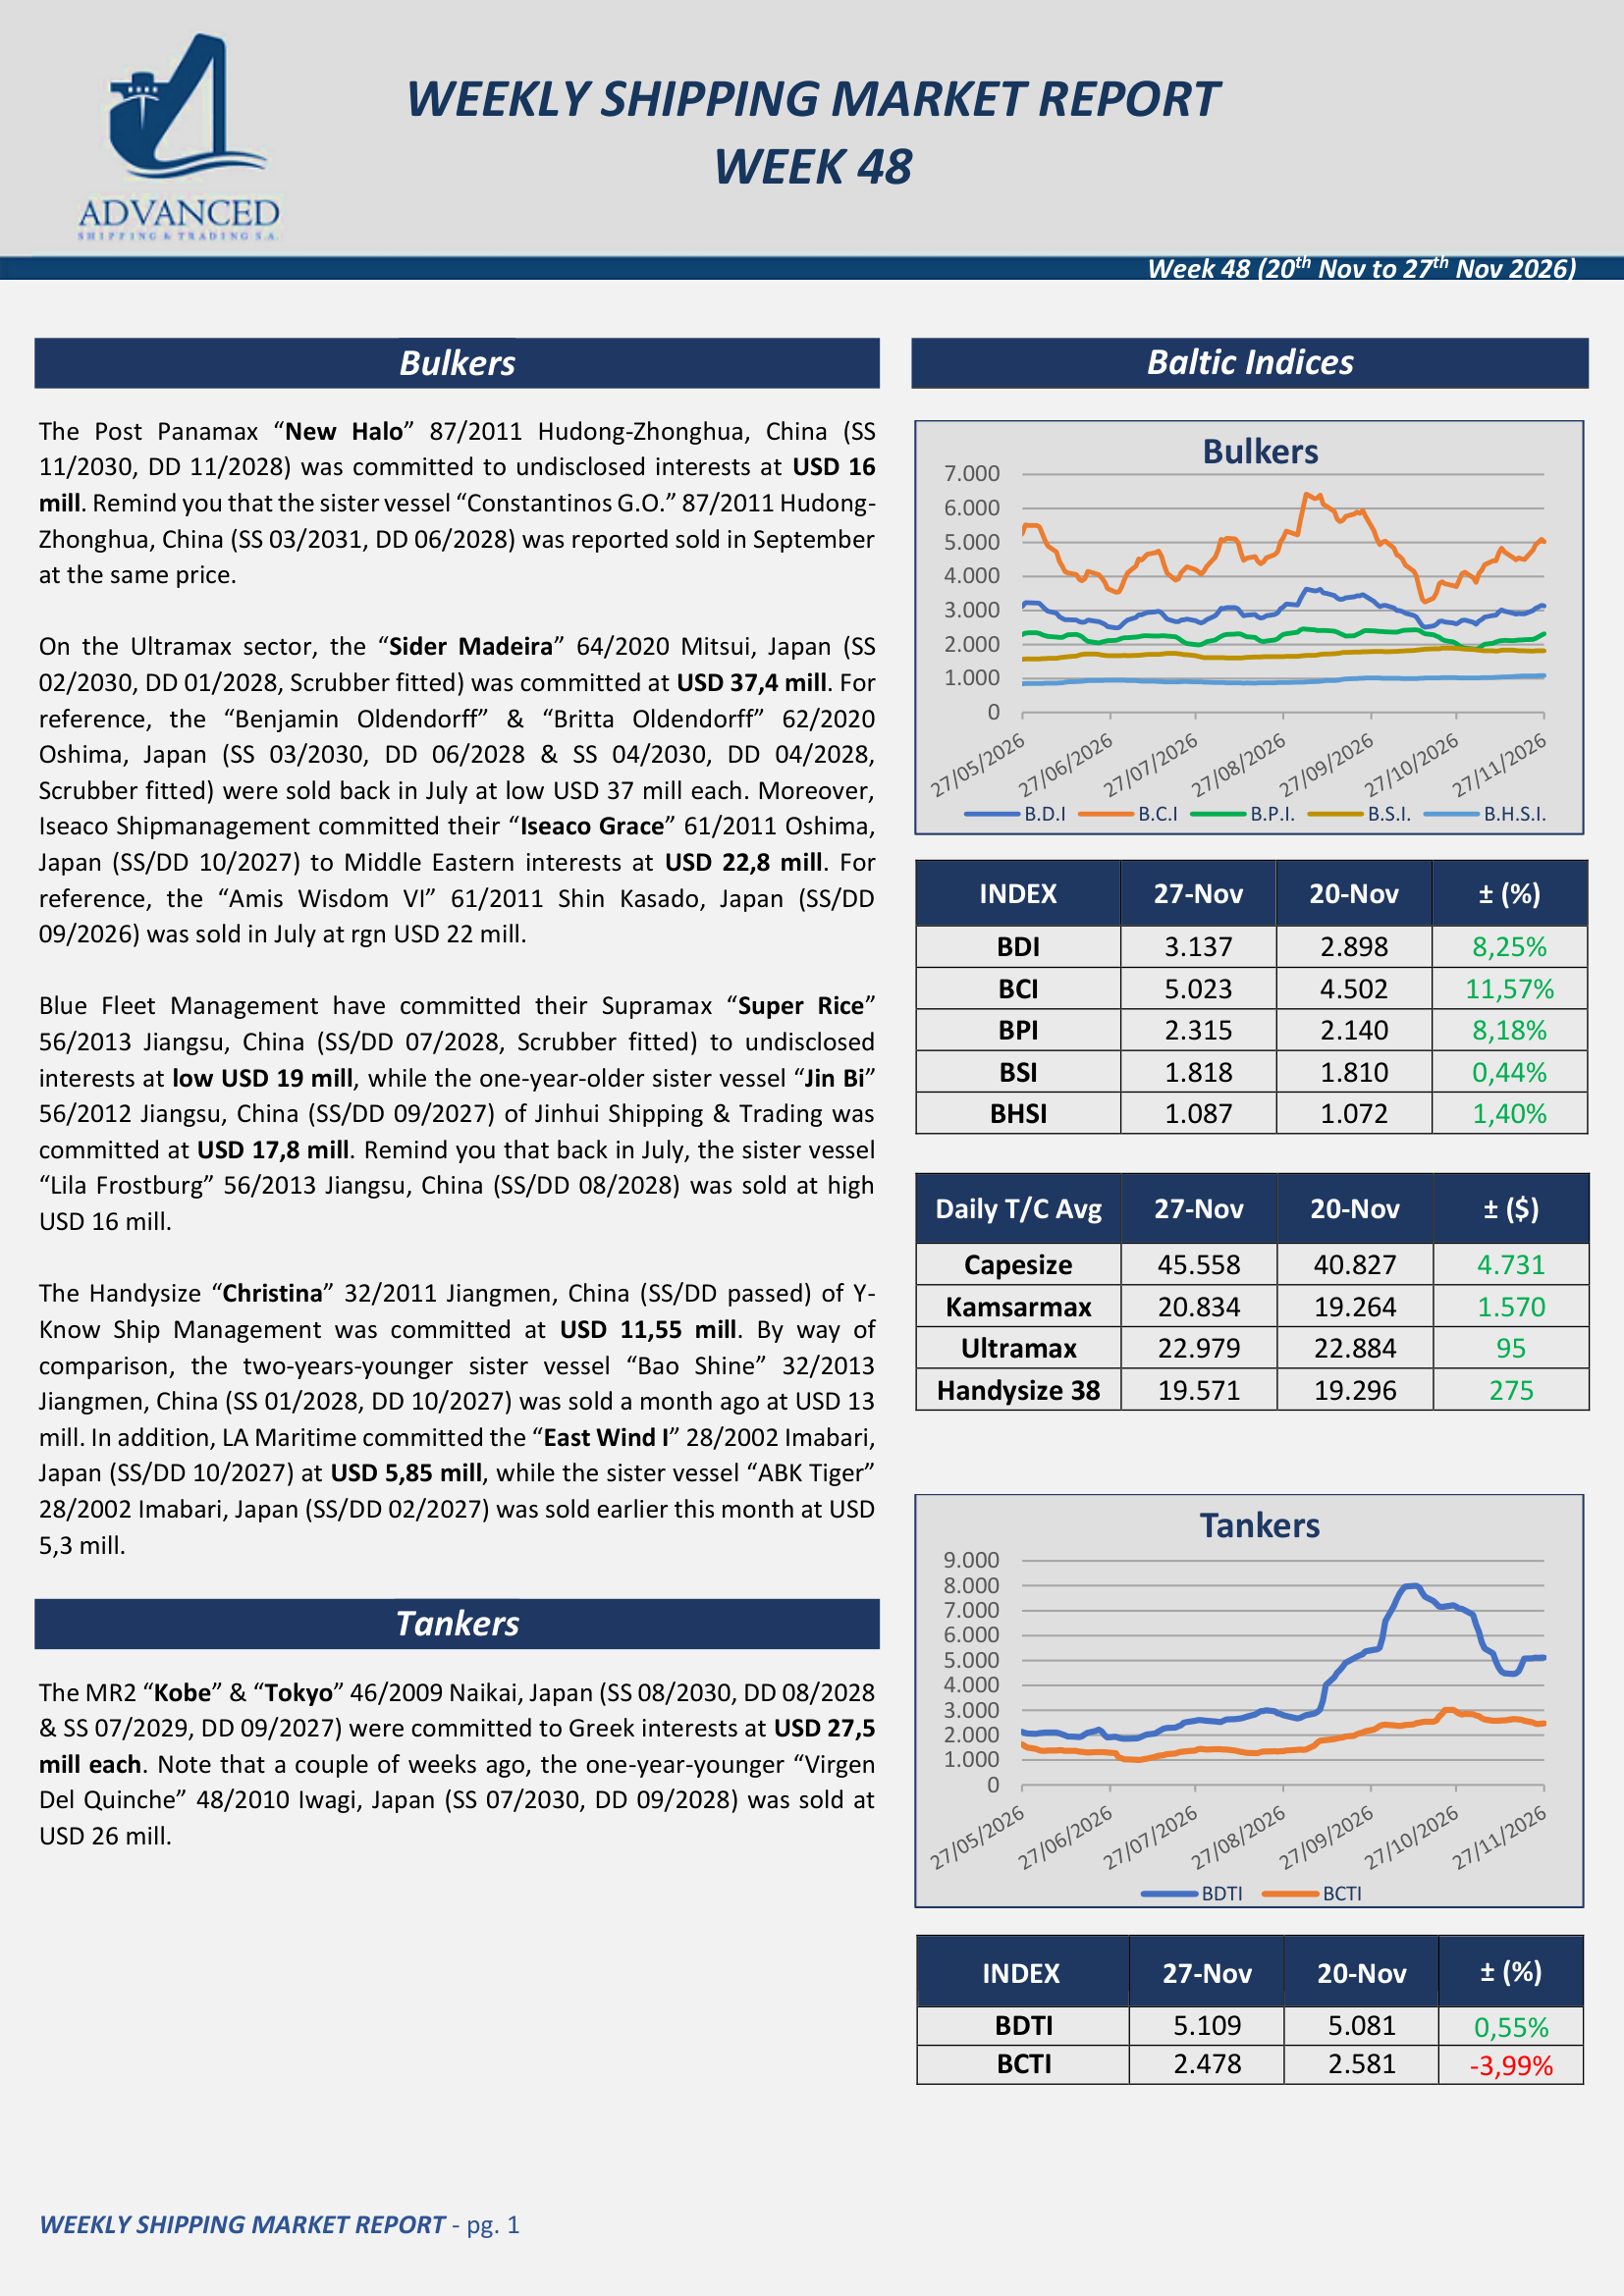 ADVANCED
SHIPPING & TRADING S.A.
WEEKLY SHIPPING MARKET REPORT
WEEK 48
Week 48 (20th Nov to 27th Nov 2026)
Bulkers
The Post Panamax “New Halo” 87/2011 Hudong-Zhonghua, China (SS
11/2030, DD 11/2028) was committed to undisclosed interests at USD 16
mill. Remind you that the sister vessel “Constantinos G.O.” 87/2011 Hudong-
Zhonghua, China (SS 03/2031, DD 06/2028) was reported sold in September
at the same price.
On the Ultramax sector, the “Sider Madeira” 64/2020 Mitsui, Japan (SS
02/2030, DD 01/2028, Scrubber fitted) was committed at USD 37,4 mill. For
reference, the “Benjamin Oldendorff” & “Britta Oldendorff” 62/2020
Oshima, Japan (SS 03/2030, DD 06/2028 & SS 04/2030, DD 04/2028,
Scrubber fitted) were sold back in July at low USD 37 mill each. Moreover,
Iseaco Shipmanagement committed their “Iseaco Grace” 61/2011 Oshima,
Japan (SS/DD 10/2027) to Middle Eastern interests at USD 22,8 mill. For
reference, the “Amis Wisdom VI” 61/2011 Shin Kasado, Japan (SS/DD
09/2026) was sold in July at rgn USD 22 mill.
Blue Fleet Management have committed their Supramax “Super Rice”
56/2013 Jiangsu, China (SS/DD 07/2028, Scrubber fitted) to undisclosed
interests at low USD 19 mill, while the one-year-older sister vessel “Jin Bi”
56/2012 Jiangsu, China (SS/DD 09/2027) of Jinhui Shipping & Trading was
committed at USD 17,8 mill. Remind you that back in July, the sister vessel
“Lila Frostburg” 56/2013 Jiangsu, China (SS/DD 08/2028) was sold at high
USD 16 mill.
The Handysize “Christina” 32/2011 Jiangmen, China (SS/DD passed) of Y-
Know Ship Management was committed at USD 11,55 mill. By way of
comparison, the two-years-younger sister vessel “Bao Shine” 32/2013
Jiangmen, China (SS 01/2028, DD 10/2027) was sold a month ago at USD 13
mill. In addition, LA Maritime committed the “East Wind I” 28/2002 Imabari,
Japan (SS/DD 10/2027) at USD 5,85 mill, while the sister vessel “ABK Tiger”
28/2002 Imabari, Japan (SS/DD 02/2027) was sold earlier this month at USD
5,3 mill.
Tankers
The MR2 “Kobe” & “Tokyo” 46/2009 Naikai, Japan (SS 08/2030, DD 08/2028
& SS 07/2029, DD 09/2027) were committed to Greek interests at USD 27,5
mill each. Note that a couple of weeks ago, the one-year-younger “Virgen
Del Quinche” 48/2010 Iwagi, Japan (SS 07/2030, DD 09/2028) was sold at
USD 26 mill.
Baltic Indices
Bulkers
7.000
6.000
5.000
4.000
3.000
2.000
1.000
0
27/05/2026 27/06/2026 27/07/2026 27/08/2026 27/09/2026 27/10/2026 27/11/2026
B.D.I B.C.I B.P.I. B.S.I. B.H.S.I.
INDEX 27-Nov 20-Nov ± (%)
BDI 3.137 2.898 8,25%
BCI 5.023 4.502 11,57%
BPI 2.315 2.140 8,18%
BSI 1.818 1.810 0,44%
BHSI 1.087 1.072 1,40%
Daily T/C Avg 27-Nov 20-Nov ± ($)
Capesize 45.558 40.827 4.731
Kamsarmax 20.834 19.264 1.570
Ultramax 22.979 22.884 95
Handysize 38 19.571 19.296 275
Tankers
9.000
8.000
7.000
6.000
5.000
4.000
3.000
2.000
1.000
0
27/05/2026 27/06/2026 27/07/2026 27/08/2026 27/09/2026 27/10/2026 27/11/2026
BDTI BCTI
INDEX 27-Nov 20-Nov ± (%)
BDTI 5.109 5.081 0,55%
BCTI 2.478 2.581 -3,99%
WEEKLY SHIPPING MARKET REPORT - pg. 1